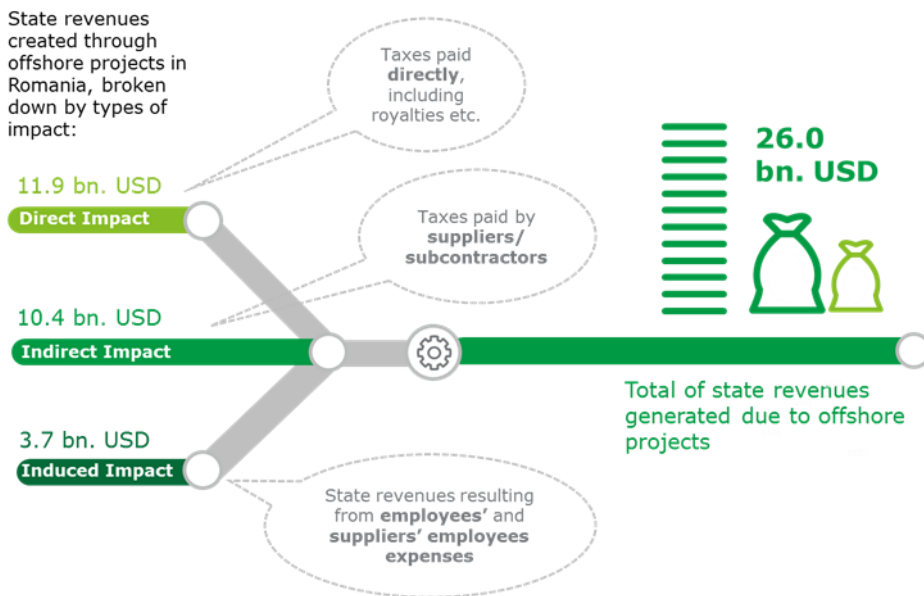 State revenues
created through
offshore projects in
Romania, broken
down by types of
impact:
Taxes paid
directly,
including
royalties etc.
26.0
bn. USD
11.9 bn. USD
Direct Impact
Taxes paid by
suppliers/
subcontractors
10.4 bn. USD
Indirect Impact
Total of state revenues
generated due to offshore
projects
3.7 bn. USD
Induced Impact
State revenues resulting
from employees' and
suppliers' employees
expenses